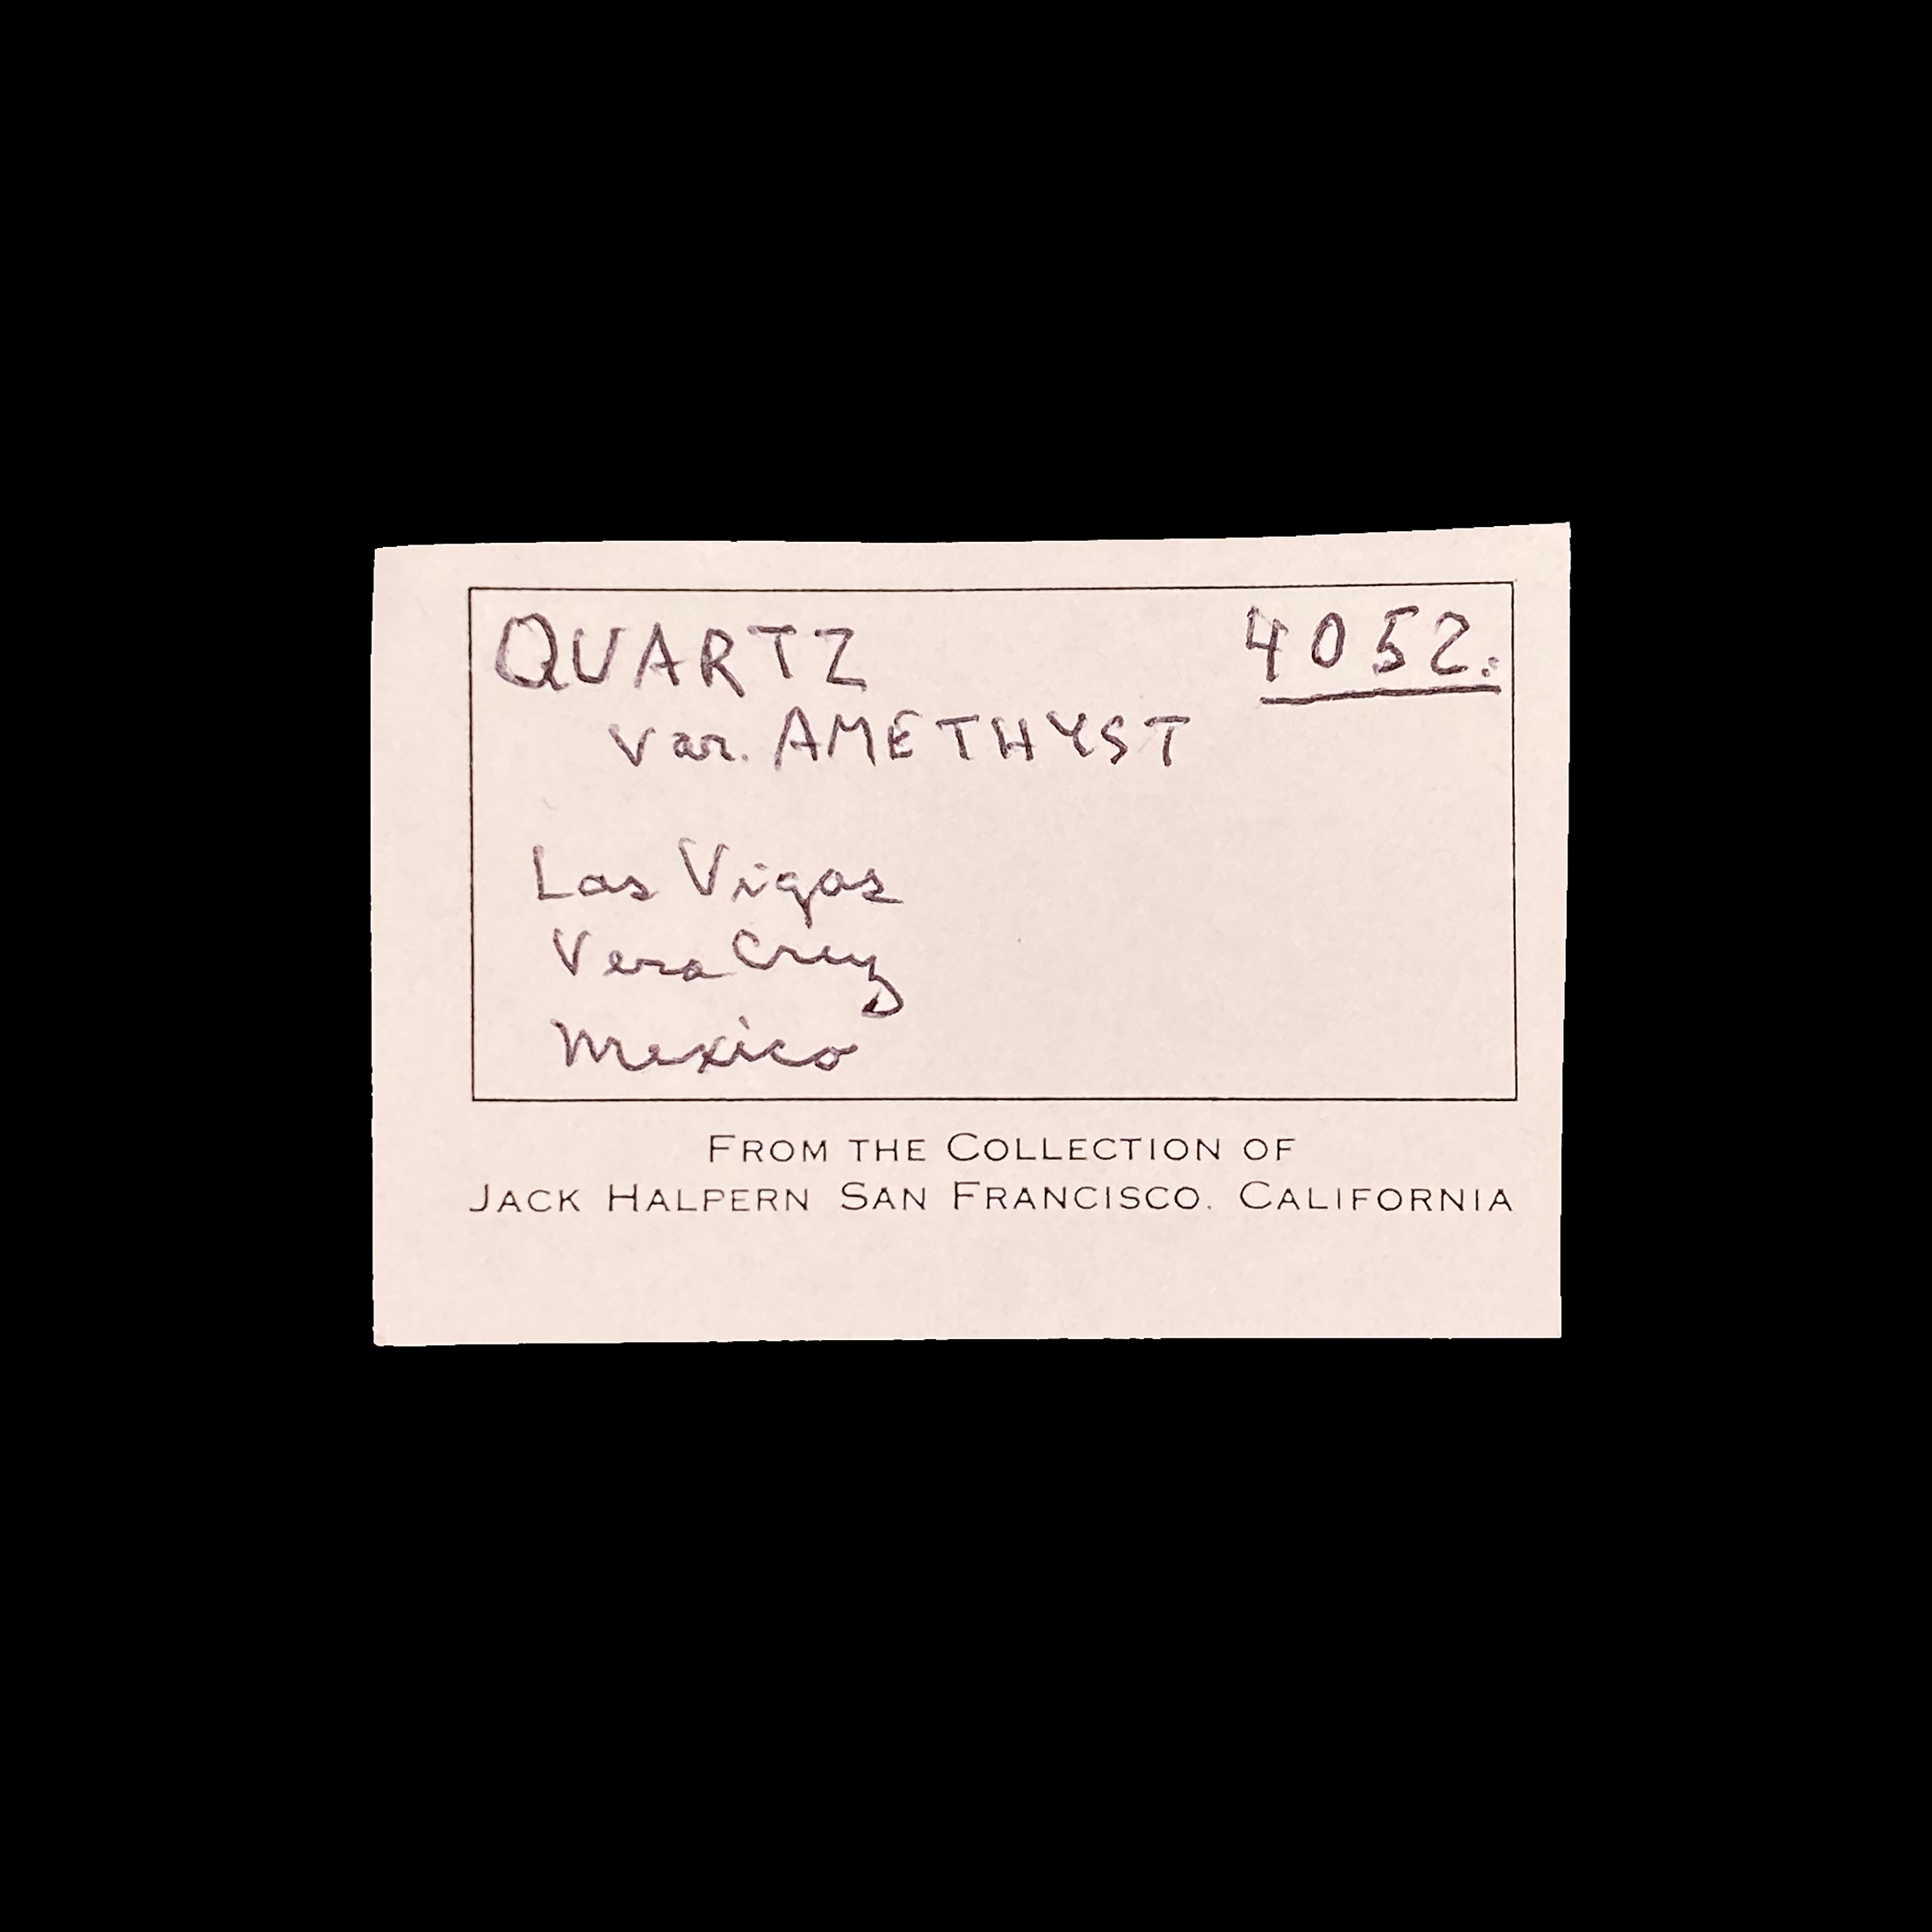 QUARTZ 4052.
var. AMETHYST
Las Vigas
Vera Cruz
Mexico
FROM THE COLLECTION OF
JACK HALPERN SAN FRANCISCO. CALIFORNIA